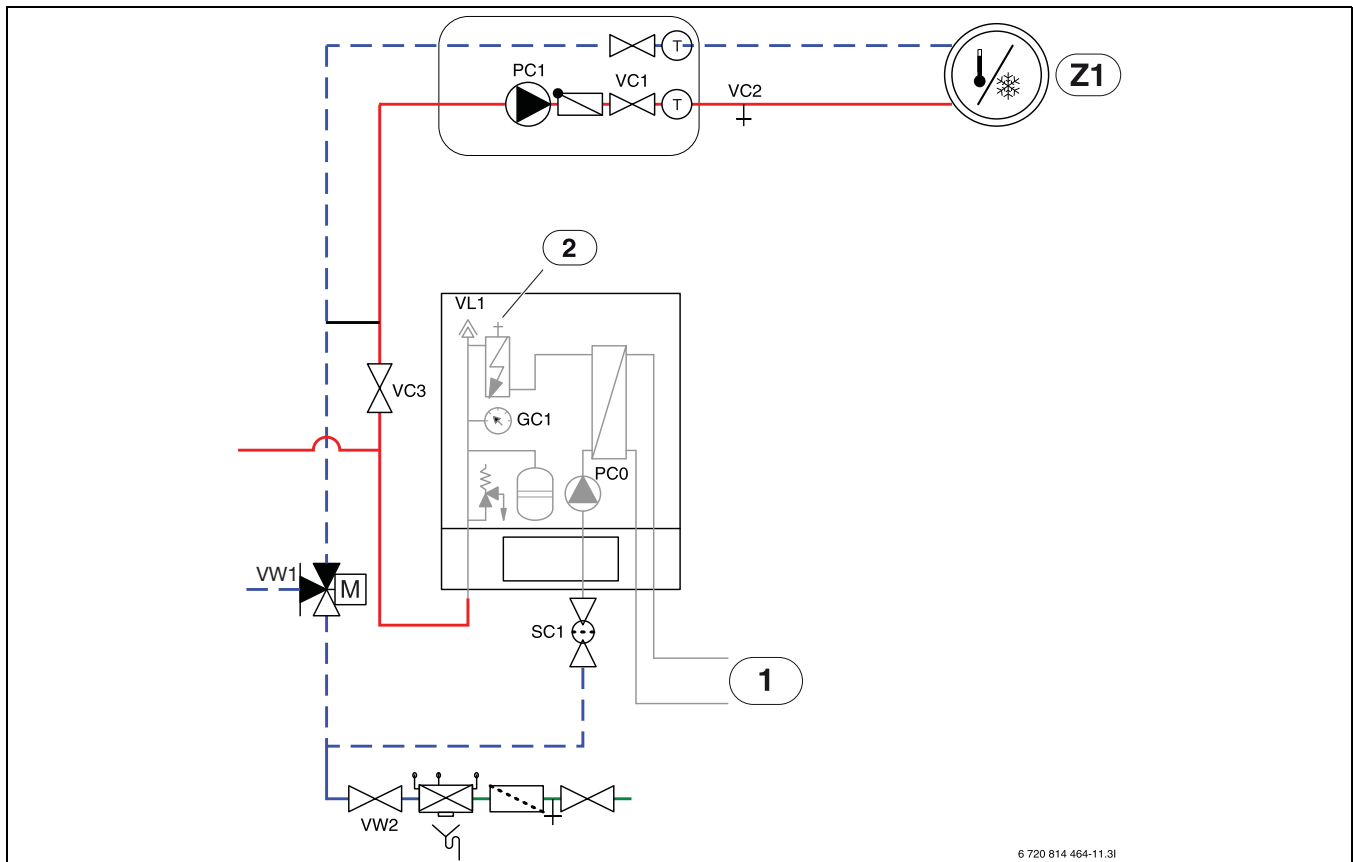 T
PC1
VC1
T
VC2
Z1
2
VL1
VC3
GC1
PC0
VW1
M
SC1
1
VW2
6 720 814 464-11.3I